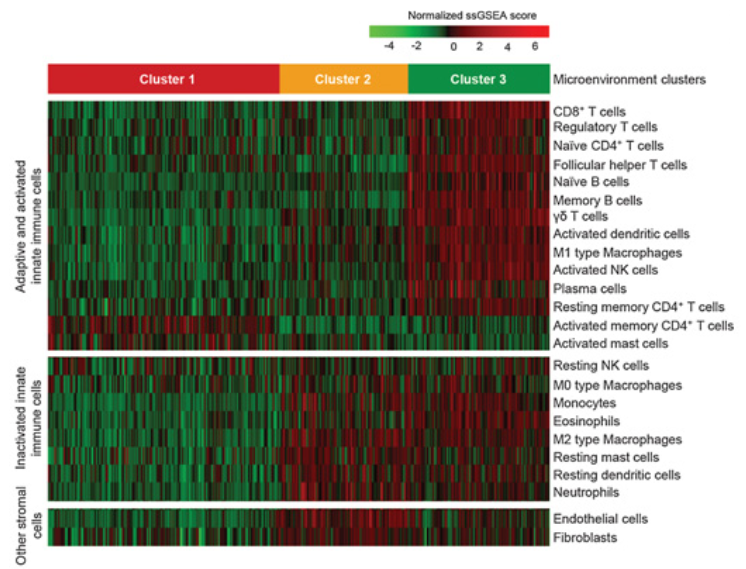 Normalized ssGSEA score
-4 -2 0 2 4 6
Cluster 1 Cluster 2 Cluster 3 Microenvironment clusters
Adaptive and activated
innate immune cells
CD8⁺ T cells
Regulatory T cells
Naïve CD4⁺ T cells
Follicular helper T cells
Naïve B cells
Memory B cells
γδ T cells
Activated dendritic cells
M1 type Macrophages
Activated NK cells
Plasma cells
Resting memory CD4⁺ T cells
Activated memory CD4⁺ T cells
Activated mast cells
Inactivated innate
immune cells
Resting NK cells
M0 type Macrophages
Monocytes
Eosinophils
M2 type Macrophages
Resting mast cells
Resting dendritic cells
Neutrophils
Other stromal
cells
Endothelial cells
Fibroblasts